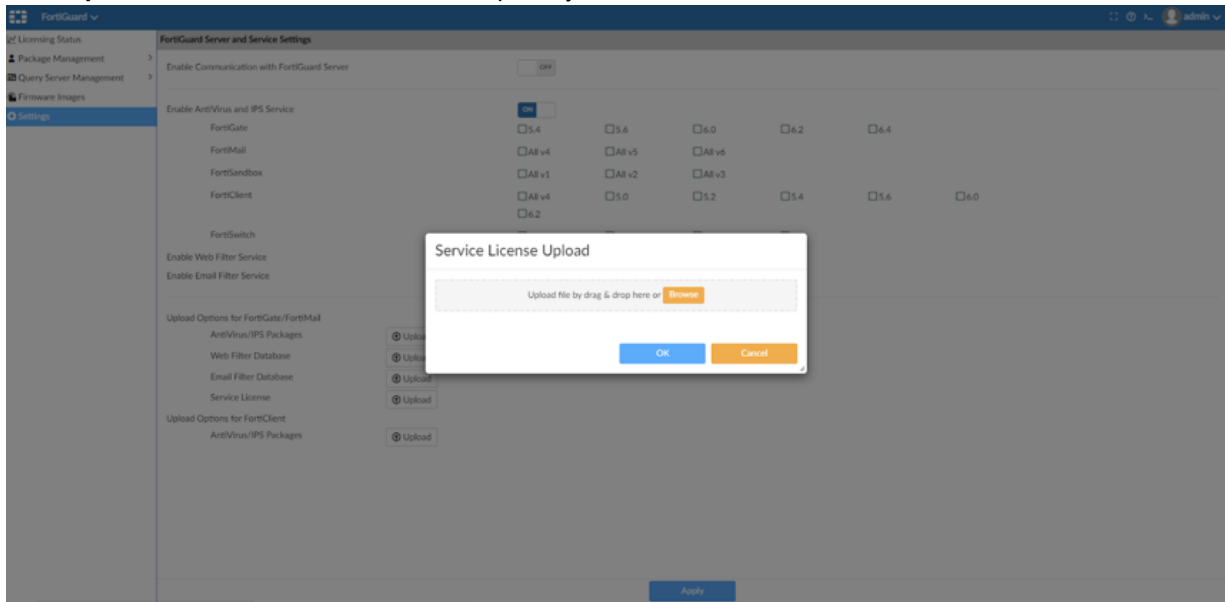 FortiGuard
admin
Licensing Status
Package Management
Query Server Management
Firmware Images
Settings
FortiGuard Server and Service Settings
Enable Communication with FortiGuard Server OFF
Enable AntiVirus and IPS Service ON
FortiGate 5.4 5.6 6.0 6.2 6.4
FortiMail All v4 All v5 All v6
FortiSandbox All v1 All v2 All v3
FortiClient All v4 5.0 5.2 5.4 5.6 6.0
6.2
FortiSwitch
Enable Web Filter Service
Enable Email Filter Service
Service License Upload
Upload file by drag & drop here or Browse
OK Cancel
Upload Options for FortiGate/FortiMail
AntiVirus/IPS Packages
Web Filter Database
Email Filter Database Upload
Service License Upload
Upload Options for FortiClient
AntiVirus/IPS Packages Upload
Apply